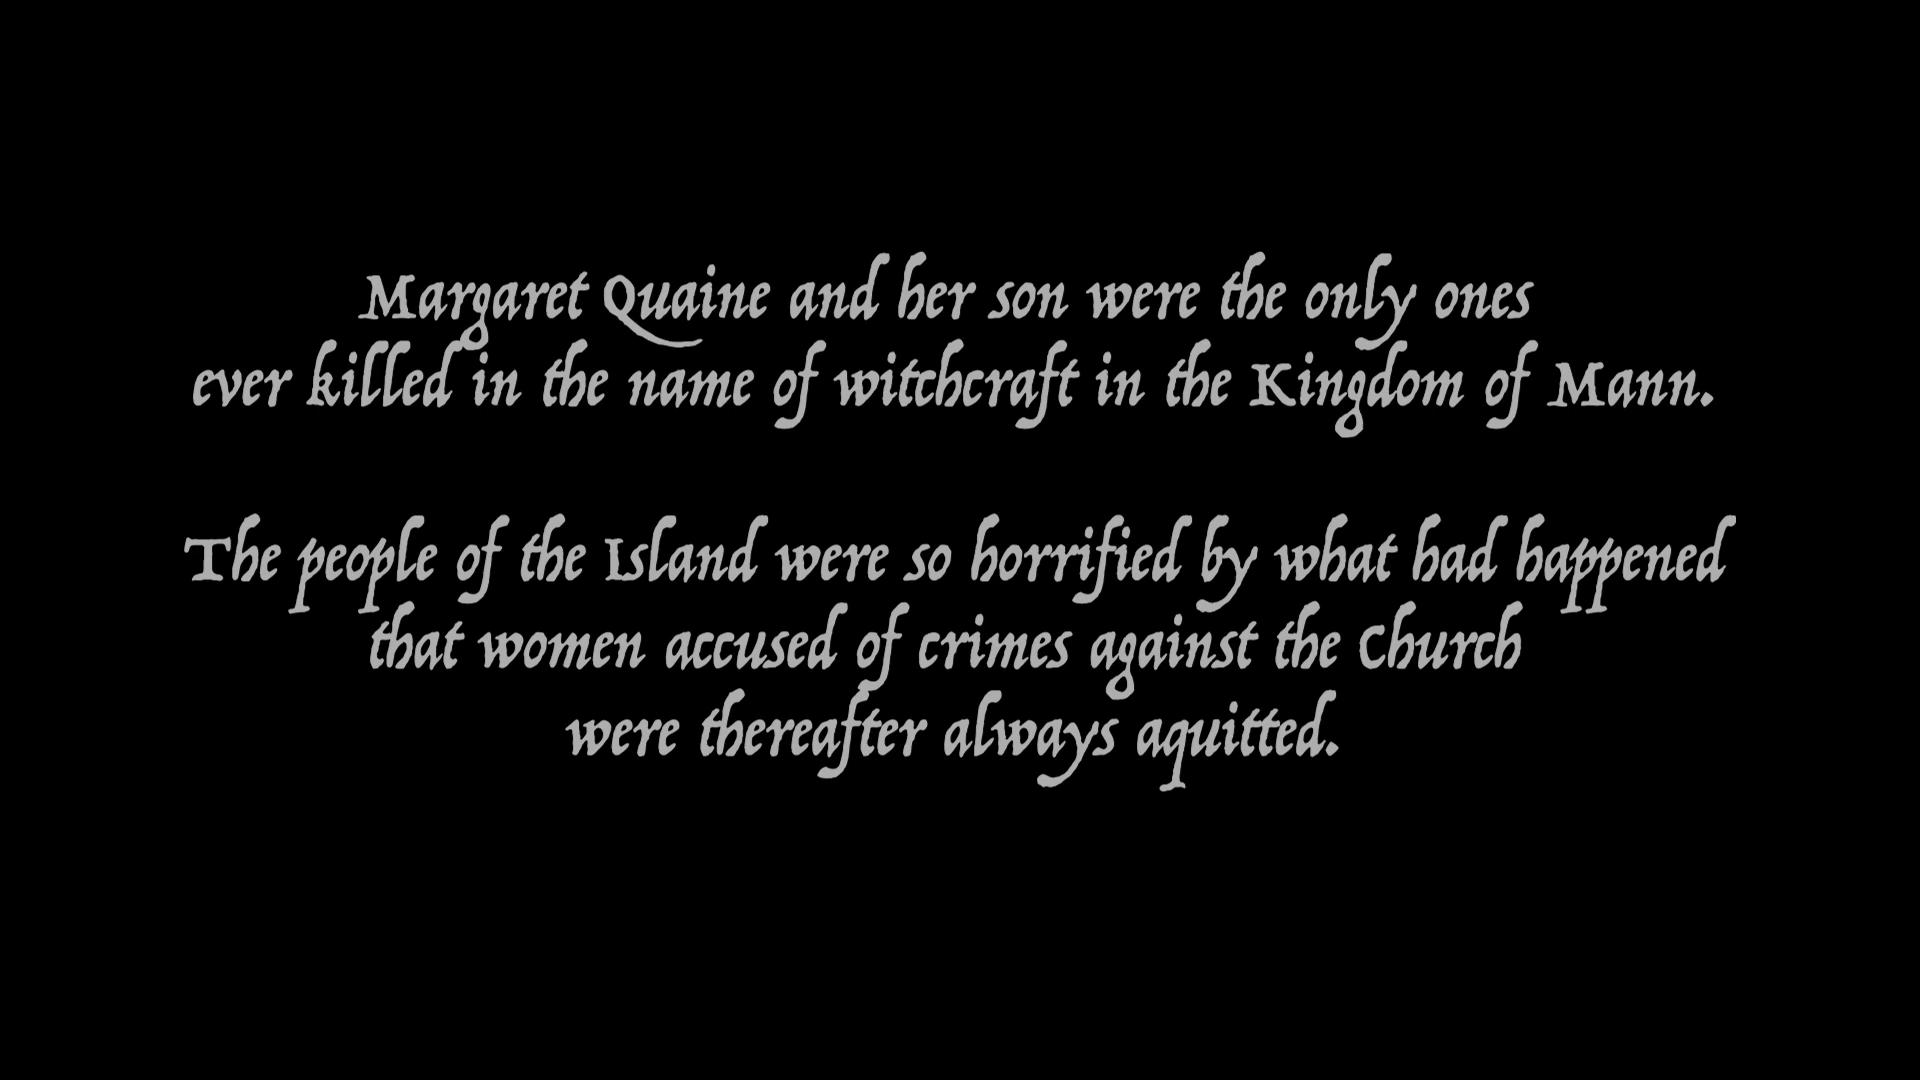 Margaret Quaine and her son were the only ones
ever killed in the name of witchcraft in the Kingdom of Mann.
The people of the Island were so horrified by what had happened
that women accused of crimes against the Church
were thereafter always aquitted.